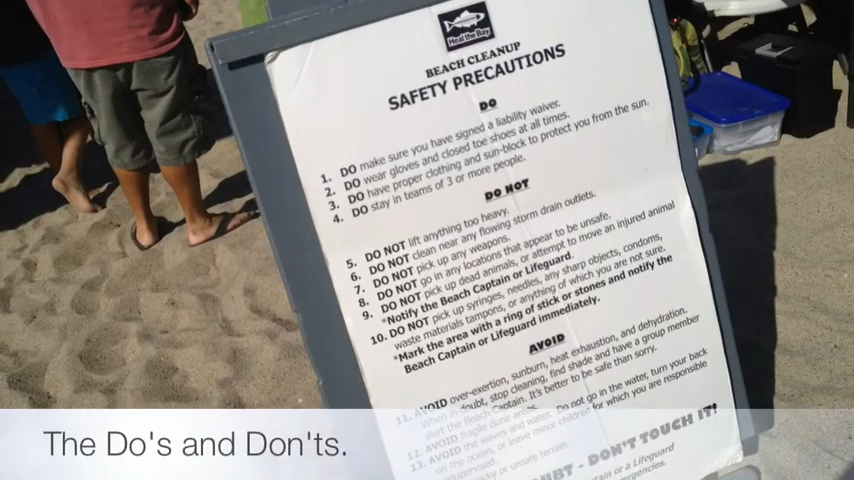 Heal the Bay
BEACH CLEANUP
SAFETY PRECAUTIONS
DO
1. DO make sure you have signed a liability waiver.
2. DO wear gloves and closed toe shoes at all times.
3. DO have proper clothing and sun-block to protect you from the sun.
4. DO stay in teams of 3 or more people.
DO NOT
5. DO NOT lift anything too heavy.
6. DO NOT clean near any flowing storm drain outlets.
7. DO NOT pick up any weapons.
8. DO NOT go in any locations that appear to be unsafe.
9. DO NOT pick up dead animals, or attempt to move an injured animal
*Notify the Beach Captain or Lifeguard.
10. DO NOT pick up syringes, needles, any sharp objects, condoms,
waste materials tampons, or anything of which you are not sure.
*Mark the area with a ring of stick or stones and notify the
Beach Captain or Lifeguard immediately.
AVOID
11. AVOID over-exertion, sunburn, heat exhaustion, and dehydration.
When in doubt, stop cleaning, find shade and have a group member
alert the Beach Captain. It's better to be safe than sorry.
12. AVOID fragile dune
13. AVOID the waves and water. Do not go in the water, turn your back
on the ocean, or leave minor children for which you are responsible
or unsafe terrain.
- DON'T TOUCH IT!
or a Lifeguard
The Do's and Don'ts.